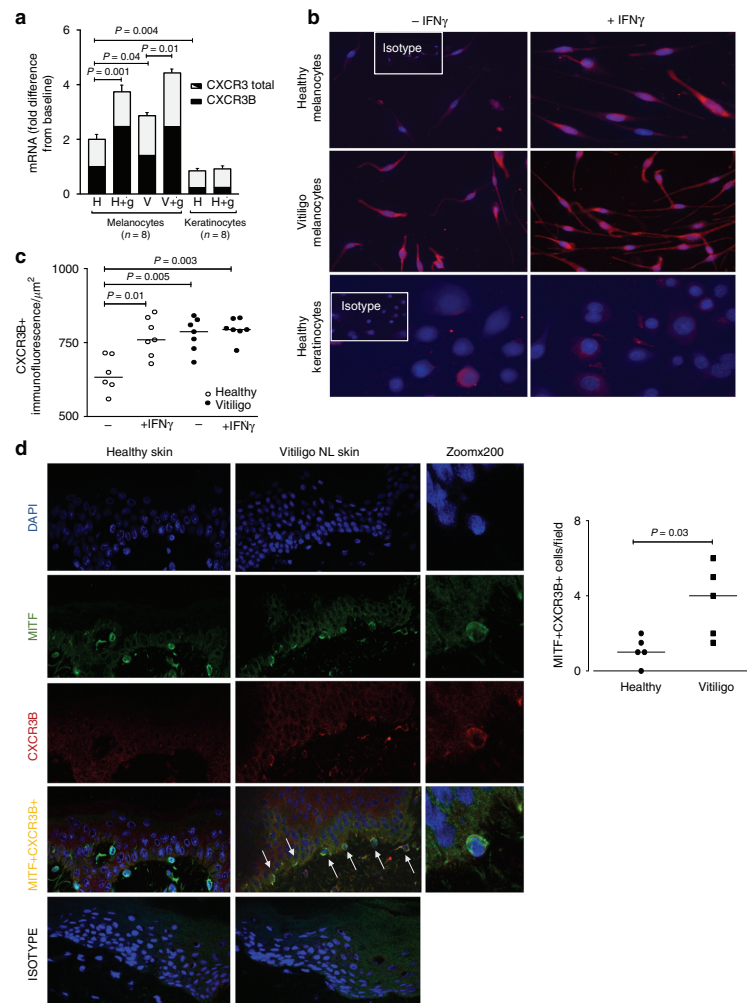 a
P = 0.004
P = 0.04
P = 0.01
P = 0.001
CXCR3 total
CXCR3B
mRNA (fold difference
from baseline)
6
4
2
0
H
H+g
V
V+g
H
H+g
Melanocytes
(n = 8)
Keratinocytes
(n = 8)
b
– IFNγ
+ IFNγ
Isotype
Healthy
melanocytes
Vitiligo
melanocytes
Isotype
Healthy
keratinocytes
c
P = 0.003
P = 0.005
P = 0.01
CXCR3B+
immunofluorescence/μm²
1000
750
500
Healthy
Vitiligo
–
+IFNγ
–
+IFNγ
d
Healthy skin
Vitiligo NL skin
Zoomx200
DAPI
MITF
CXCR3B
MITF+CXCR3B+
ISOTYPE
MITF+CXCR3B+ cells/field
8
4
0
P = 0.03
Healthy
Vitiligo